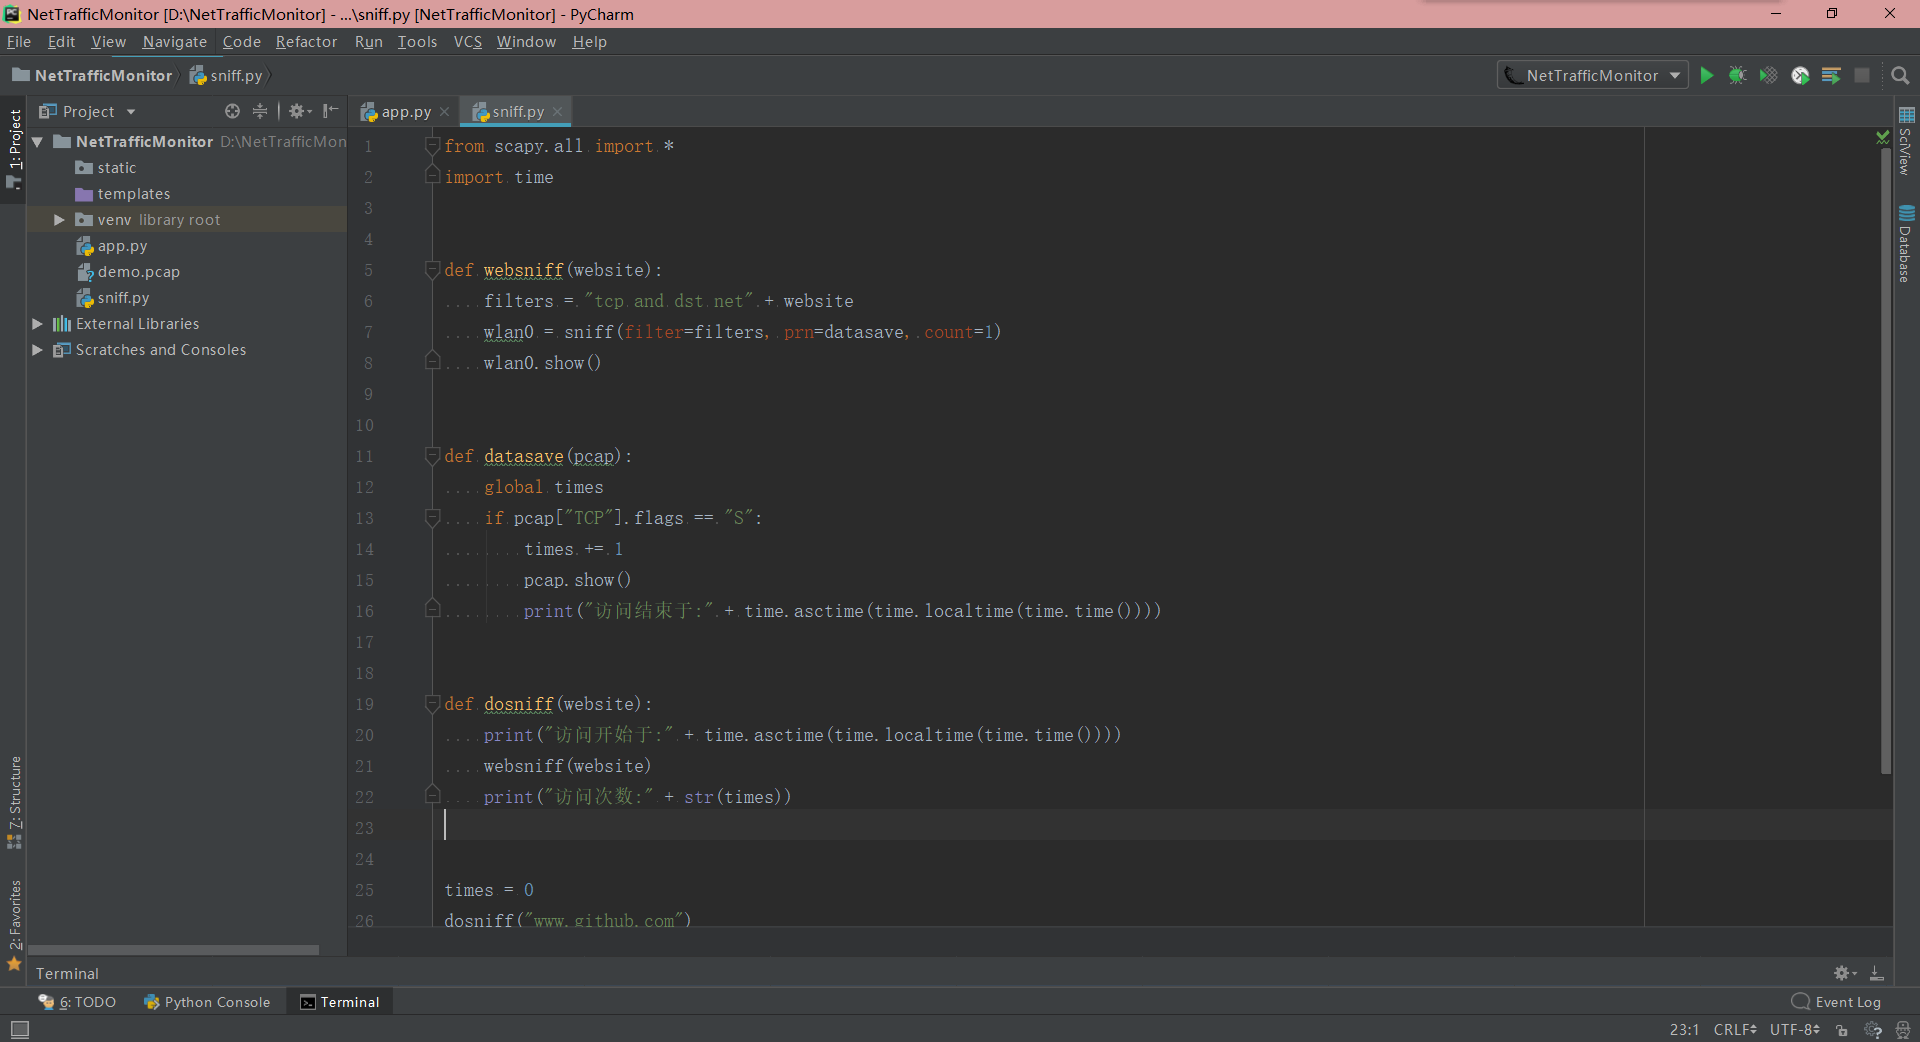 NetTrafficMonitor [D:\NetTrafficMonitor] - ...\sniff.py [NetTrafficMonitor] - PyCharm
File Edit View Navigate Code Refactor Run Tools VCS Window Help
NetTrafficMonitor sniff.py NetTrafficMonitor
Project app.py sniff.py
1: Project
NetTrafficMonitor D:\NetTrafficMon
static
templates
venv library root
app.py
demo.pcap
sniff.py
External Libraries
Scratches and Consoles
1 from scapy.all import *
2 import time
3
4
5 def websniff(website):
6     filters = "tcp and dst net" + website
7     wlan0 = sniff(filter=filters, prn=datasave, count=1)
8     wlan0.show()
9
10
11 def datasave(pcap):
12     global times
13     if pcap["TCP"].flags == "S":
14         times += 1
15         pcap.show()
16         print("访问结束于:" + time.asctime(time.localtime(time.time())))
17
18
19 def dosniff(website):
20     print("访问开始于:" + time.asctime(time.localtime(time.time())))
21     websniff(website)
22     print("访问次数:" + str(times))
23
24
25 times = 0
26 dosniff("www.github.com")
SciView
Database
7: Structure
2: Favorites
Terminal
6: TODO Python Console Terminal Event Log
23:1 CRLF UTF-8